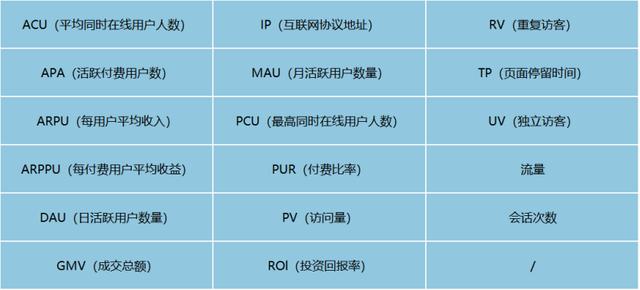 ACU（平均同时在线用户人数） IP（互联网协议地址） RV（重复访客）
APA（活跃付费用户数） MAU（月活跃用户数量） TP（页面停留时间）
ARPU（每用户平均收入） PCU（最高同时在线用户人数） UV（独立访客）
ARPPU（每付费用户平均收益） PUR（付费比率） 流量
DAU（日活跃用户数量） PV（访问量） 会话次数
GMV（成交总额） ROl（投资回报率） /